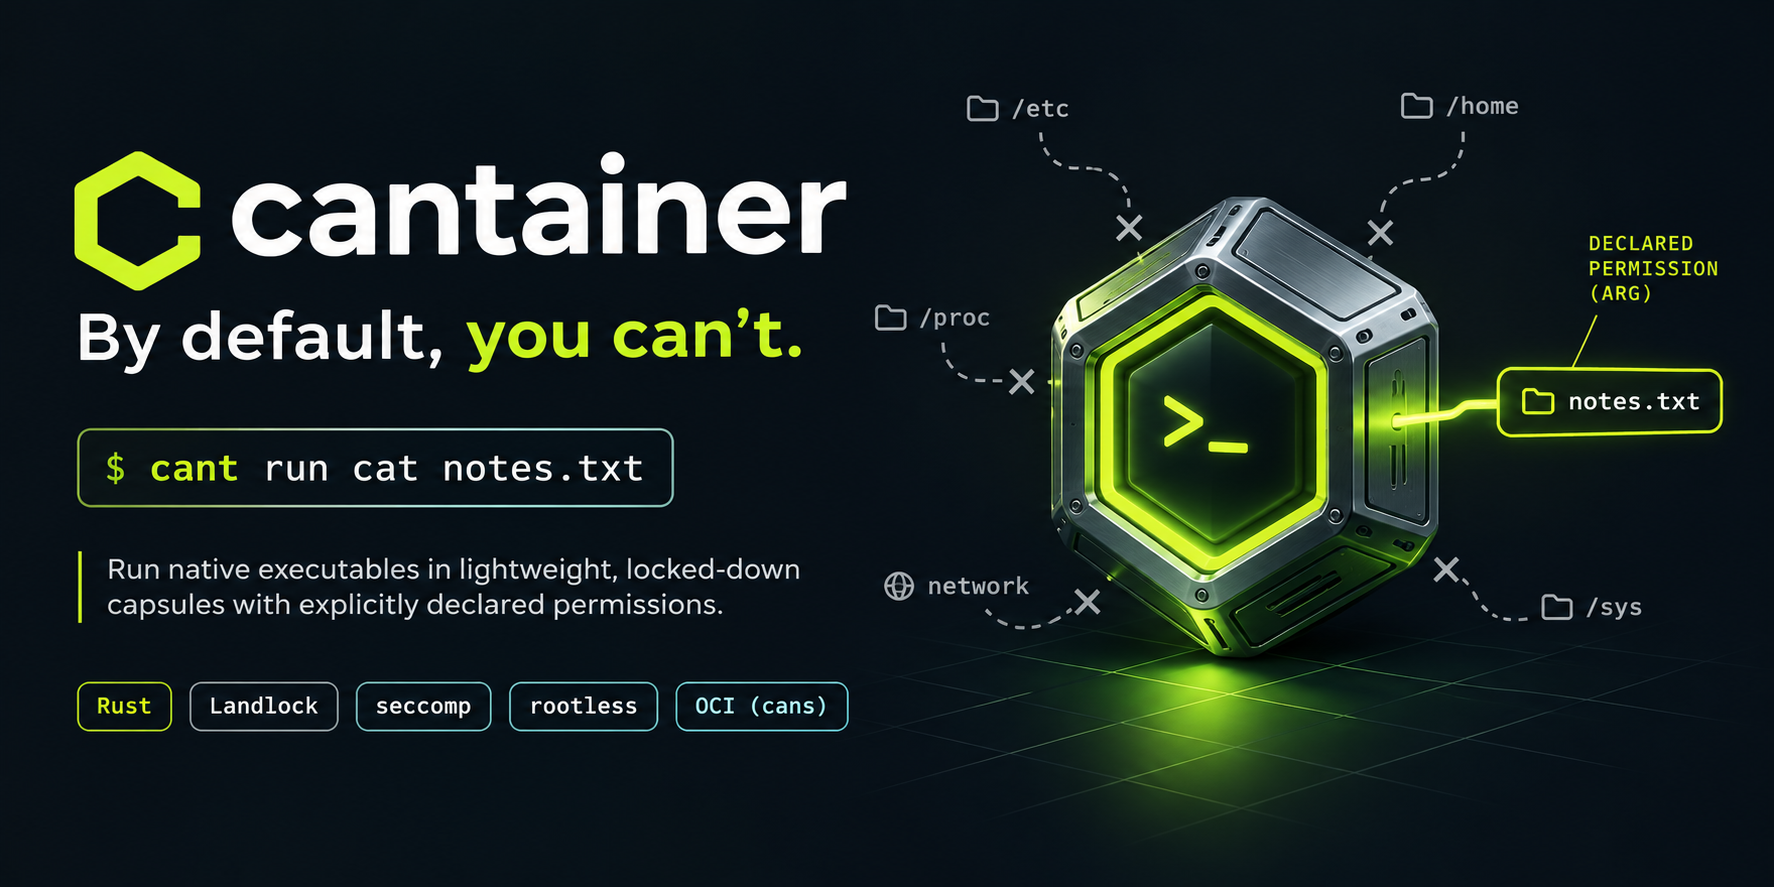 cantainer
By default, you can’t.
$ cant run cat notes.txt
Run native executables in lightweight, locked-down
capsules with explicitly declared permissions.
Rust
Landlock
seccomp
rootless
OCI (cans)
/etc
/home
/proc
DECLARED
PERMISSION
(ARG)
notes.txt
>_
network
/sys